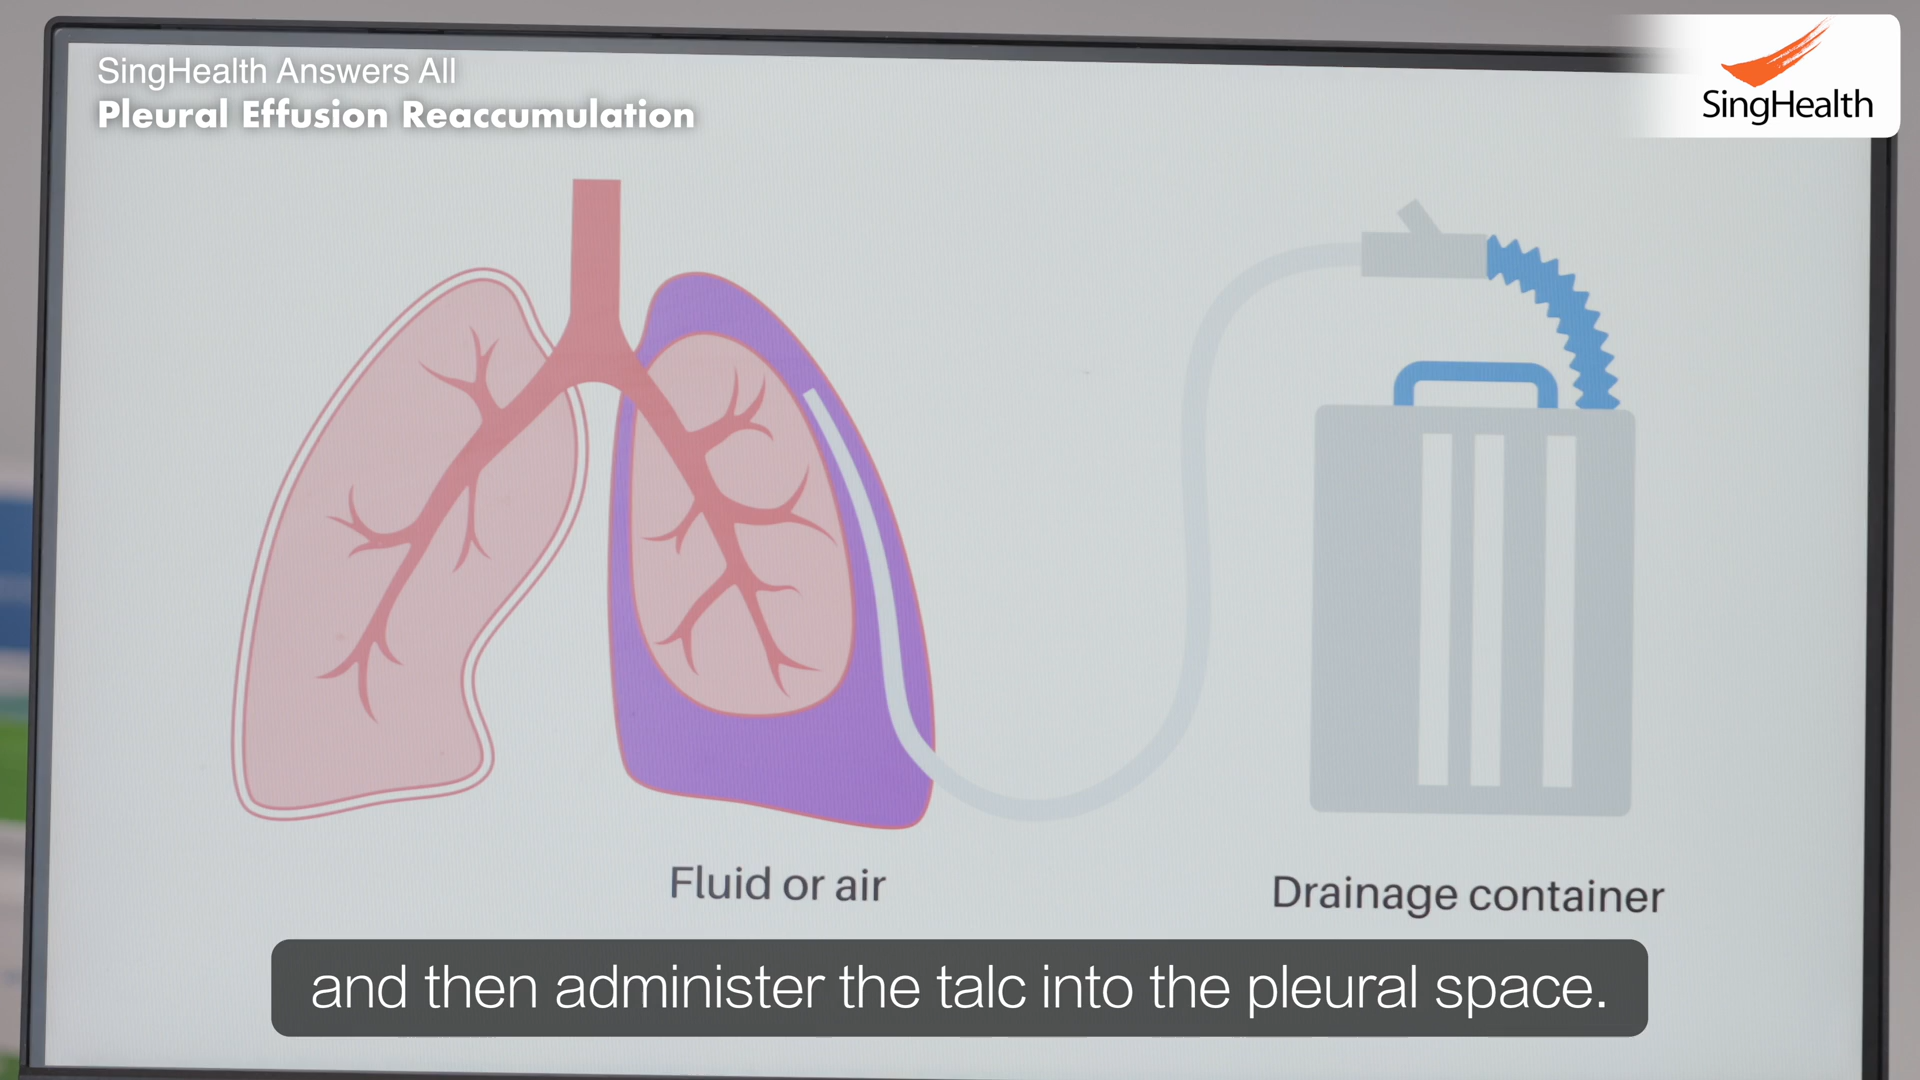 SingHealth Answers All
Pleural Effusion Reaccumulation
SingHealth
Fluid or air
Drainage container
and then administer the talc into the pleural space.